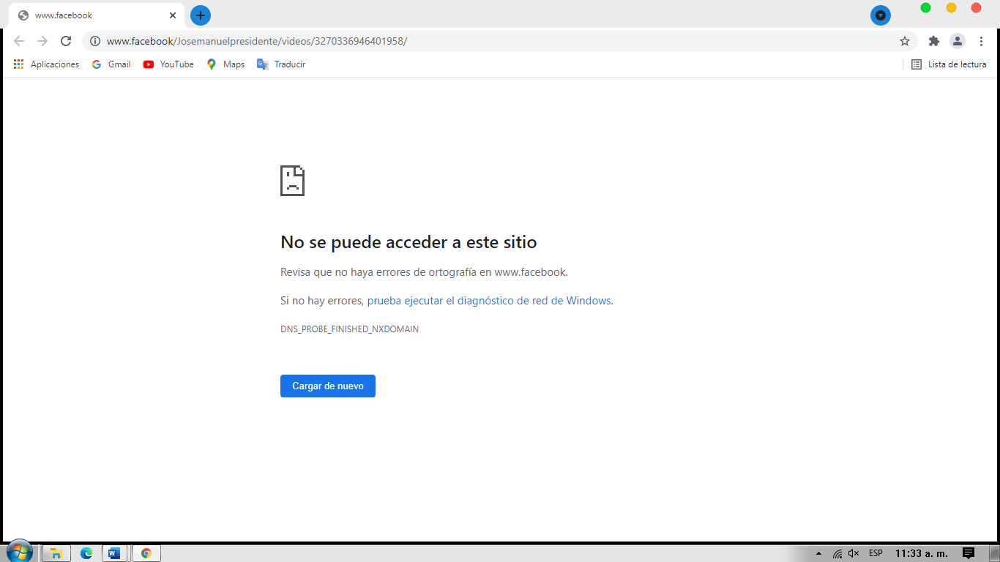 www.facebook
www.facebook/Josemanuelpresidente/videos/3270336946401958/
Aplicaciones Gmail YouTube Maps Traducir Lista de lectura
No se puede acceder a este sitio
Revisa que no haya errores de ortografía en www.facebook.
Si no hay errores, prueba ejecutar el diagnóstico de red de Windows.
DNS_PROBE_FINISHED_NXDOMAIN
Cargar de nuevo
ESP 11:33 a. m.